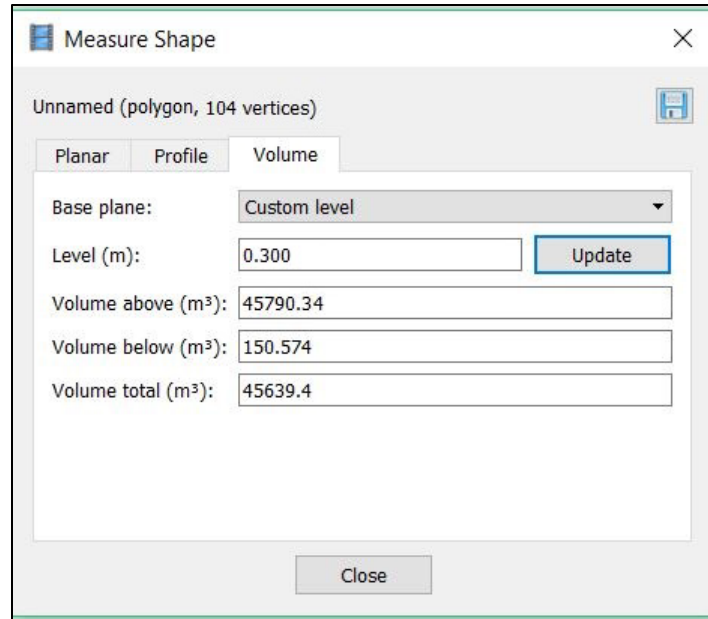 Measure Shape
Unnamed (polygon, 104 vertices)
Planar Profile Volume
Base plane: Custom level
Level (m): 0.300 Update
Volume above (m³): 45790.34
Volume below (m³): 150.574
Volume total (m³): 45639.4
Close